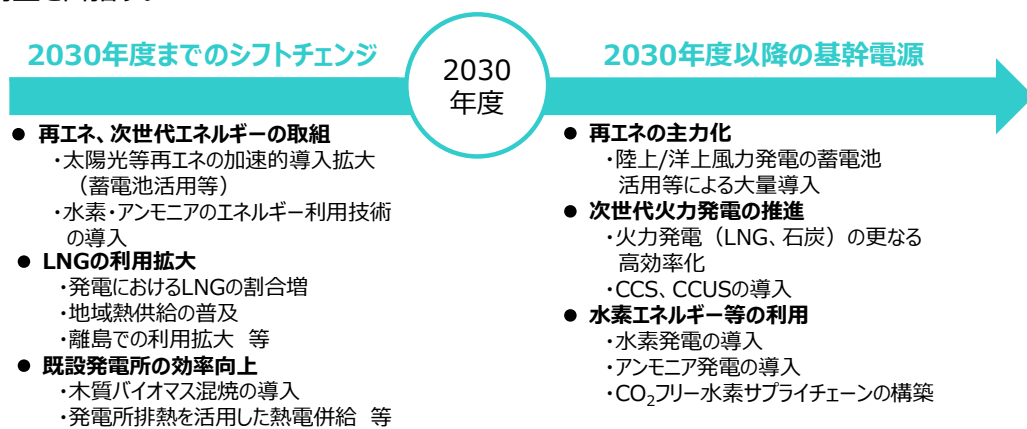 2030年度までのシフトチェンジ
2030
年度
2030年度以降の基幹電源
● 再エネ、次世代エネルギーの取組
・太陽光等再エネの加速的導入拡大
（蓄電池活用等）
・水素・アンモニアのエネルギー利用技術
の導入
● LNGの利用拡大
・発電におけるLNGの割合増
・地域熱供給の普及
・離島での利用拡大 等
● 既設発電所の効率向上
・木質バイオマス混焼の導入
・発電所排熱を活用した熱電併給 等
● 再エネの主力化
・陸上/洋上風力発電の蓄電池
活用等による大量導入
● 次世代火力発電の推進
・火力発電（LNG、石炭）の更なる
高効率化
・CCS、CCUSの導入
● 水素エネルギー等の利用
・水素発電の導入
・アンモニア発電の導入
・CO₂フリー水素サプライチェーンの構築